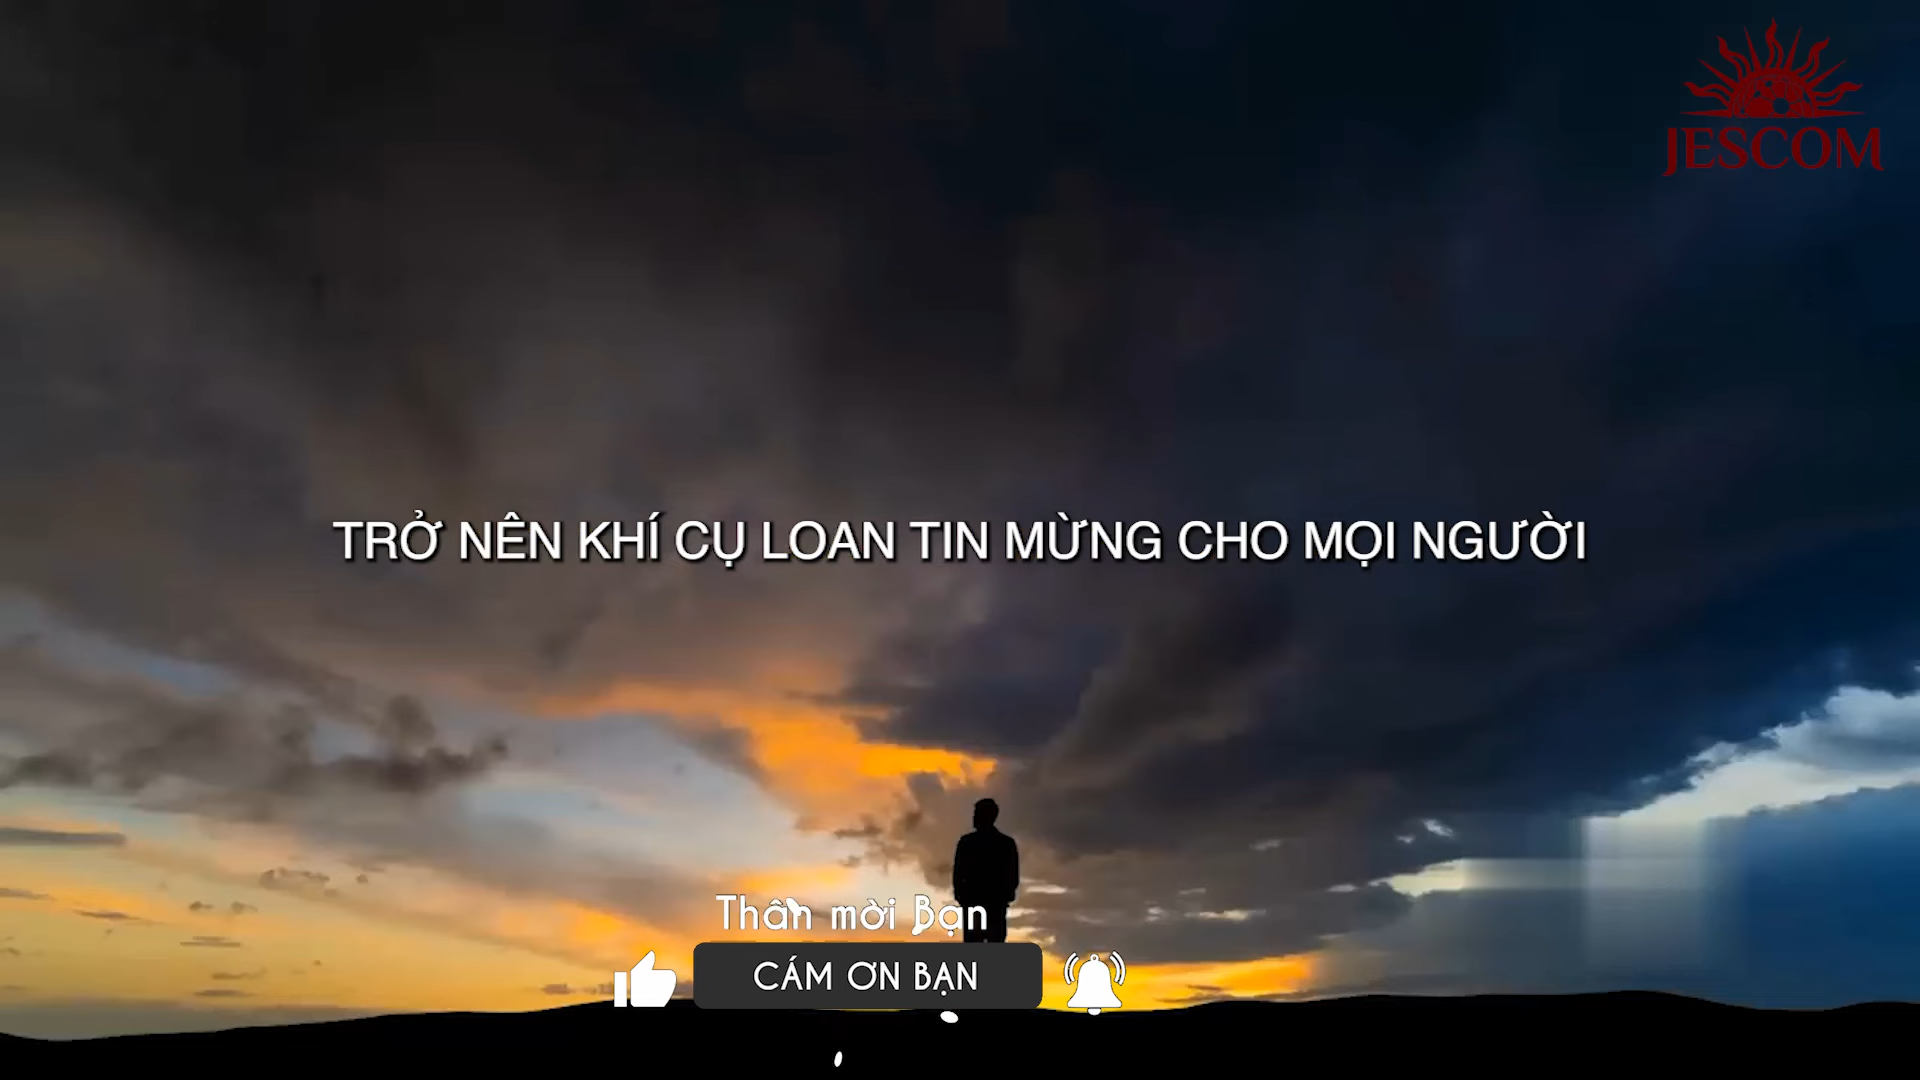 JESCOM
TRỞ NÊN KHÍ CỤ LOAN TIN MỪNG CHO MỌI NGƯỜI
Thân mời Bạn
CÁM ƠN BẠN